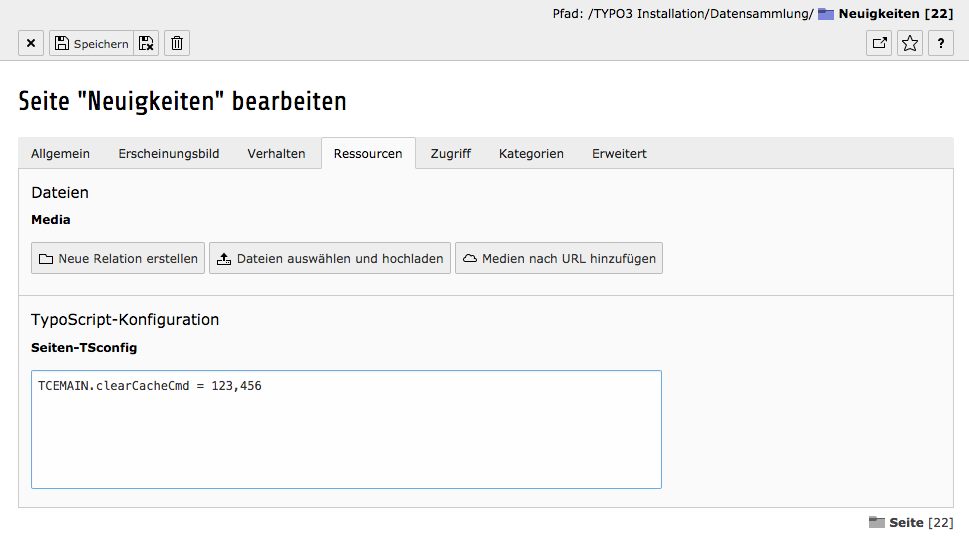 Pfad: /TYPO3 Installation/Datensammlung/ Neuigkeiten [22]
Speichern ?
Seite "Neuigkeiten" bearbeiten
Allgemein Erscheinungsbild Verhalten Ressourcen Zugriff Kategorien Erweitert
Dateien
Media
Neue Relation erstellen Dateien auswählen und hochladen Medien nach URL hinzufügen
TypoScript-Konfiguration
Seiten-TSconfig
TCEMAIN.clearCacheCmd = 123,456
Seite [22]